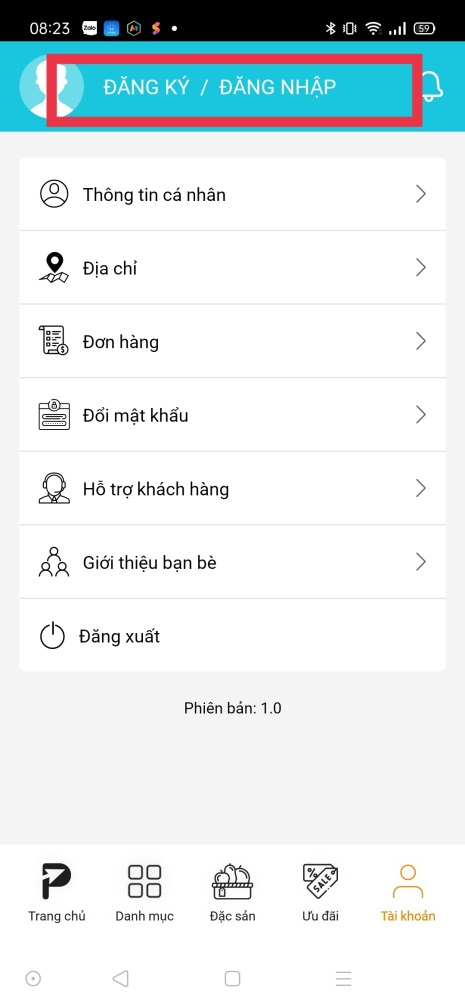 08:23 Zalo 59
ĐĂNG KÝ / ĐĂNG NHẬP
Thông tin cá nhân
Địa chỉ
Đơn hàng
Đổi mật khẩu
Hỗ trợ khách hàng
Giới thiệu bạn bè
Đăng xuất
Phiên bản: 1.0
SALE
Trang chủ Danh mục Đặc sản Ưu đãi Tài khoản